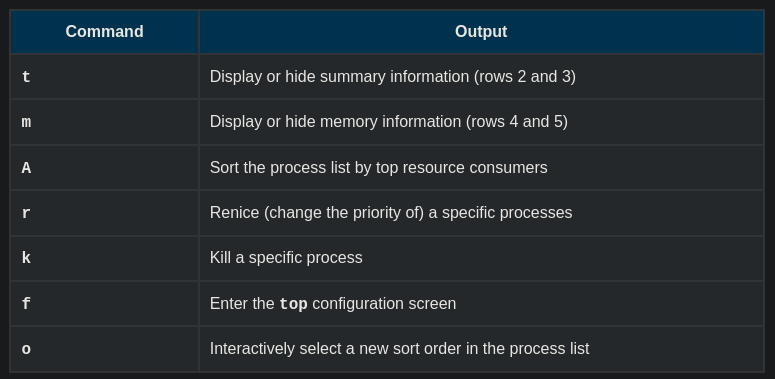 Command Output
t Display or hide summary information (rows 2 and 3)
m Display or hide memory information (rows 4 and 5)
A Sort the process list by top resource consumers
r Renice (change the priority of) a specific processes
k Kill a specific process
f Enter the top configuration screen
o Interactively select a new sort order in the process list